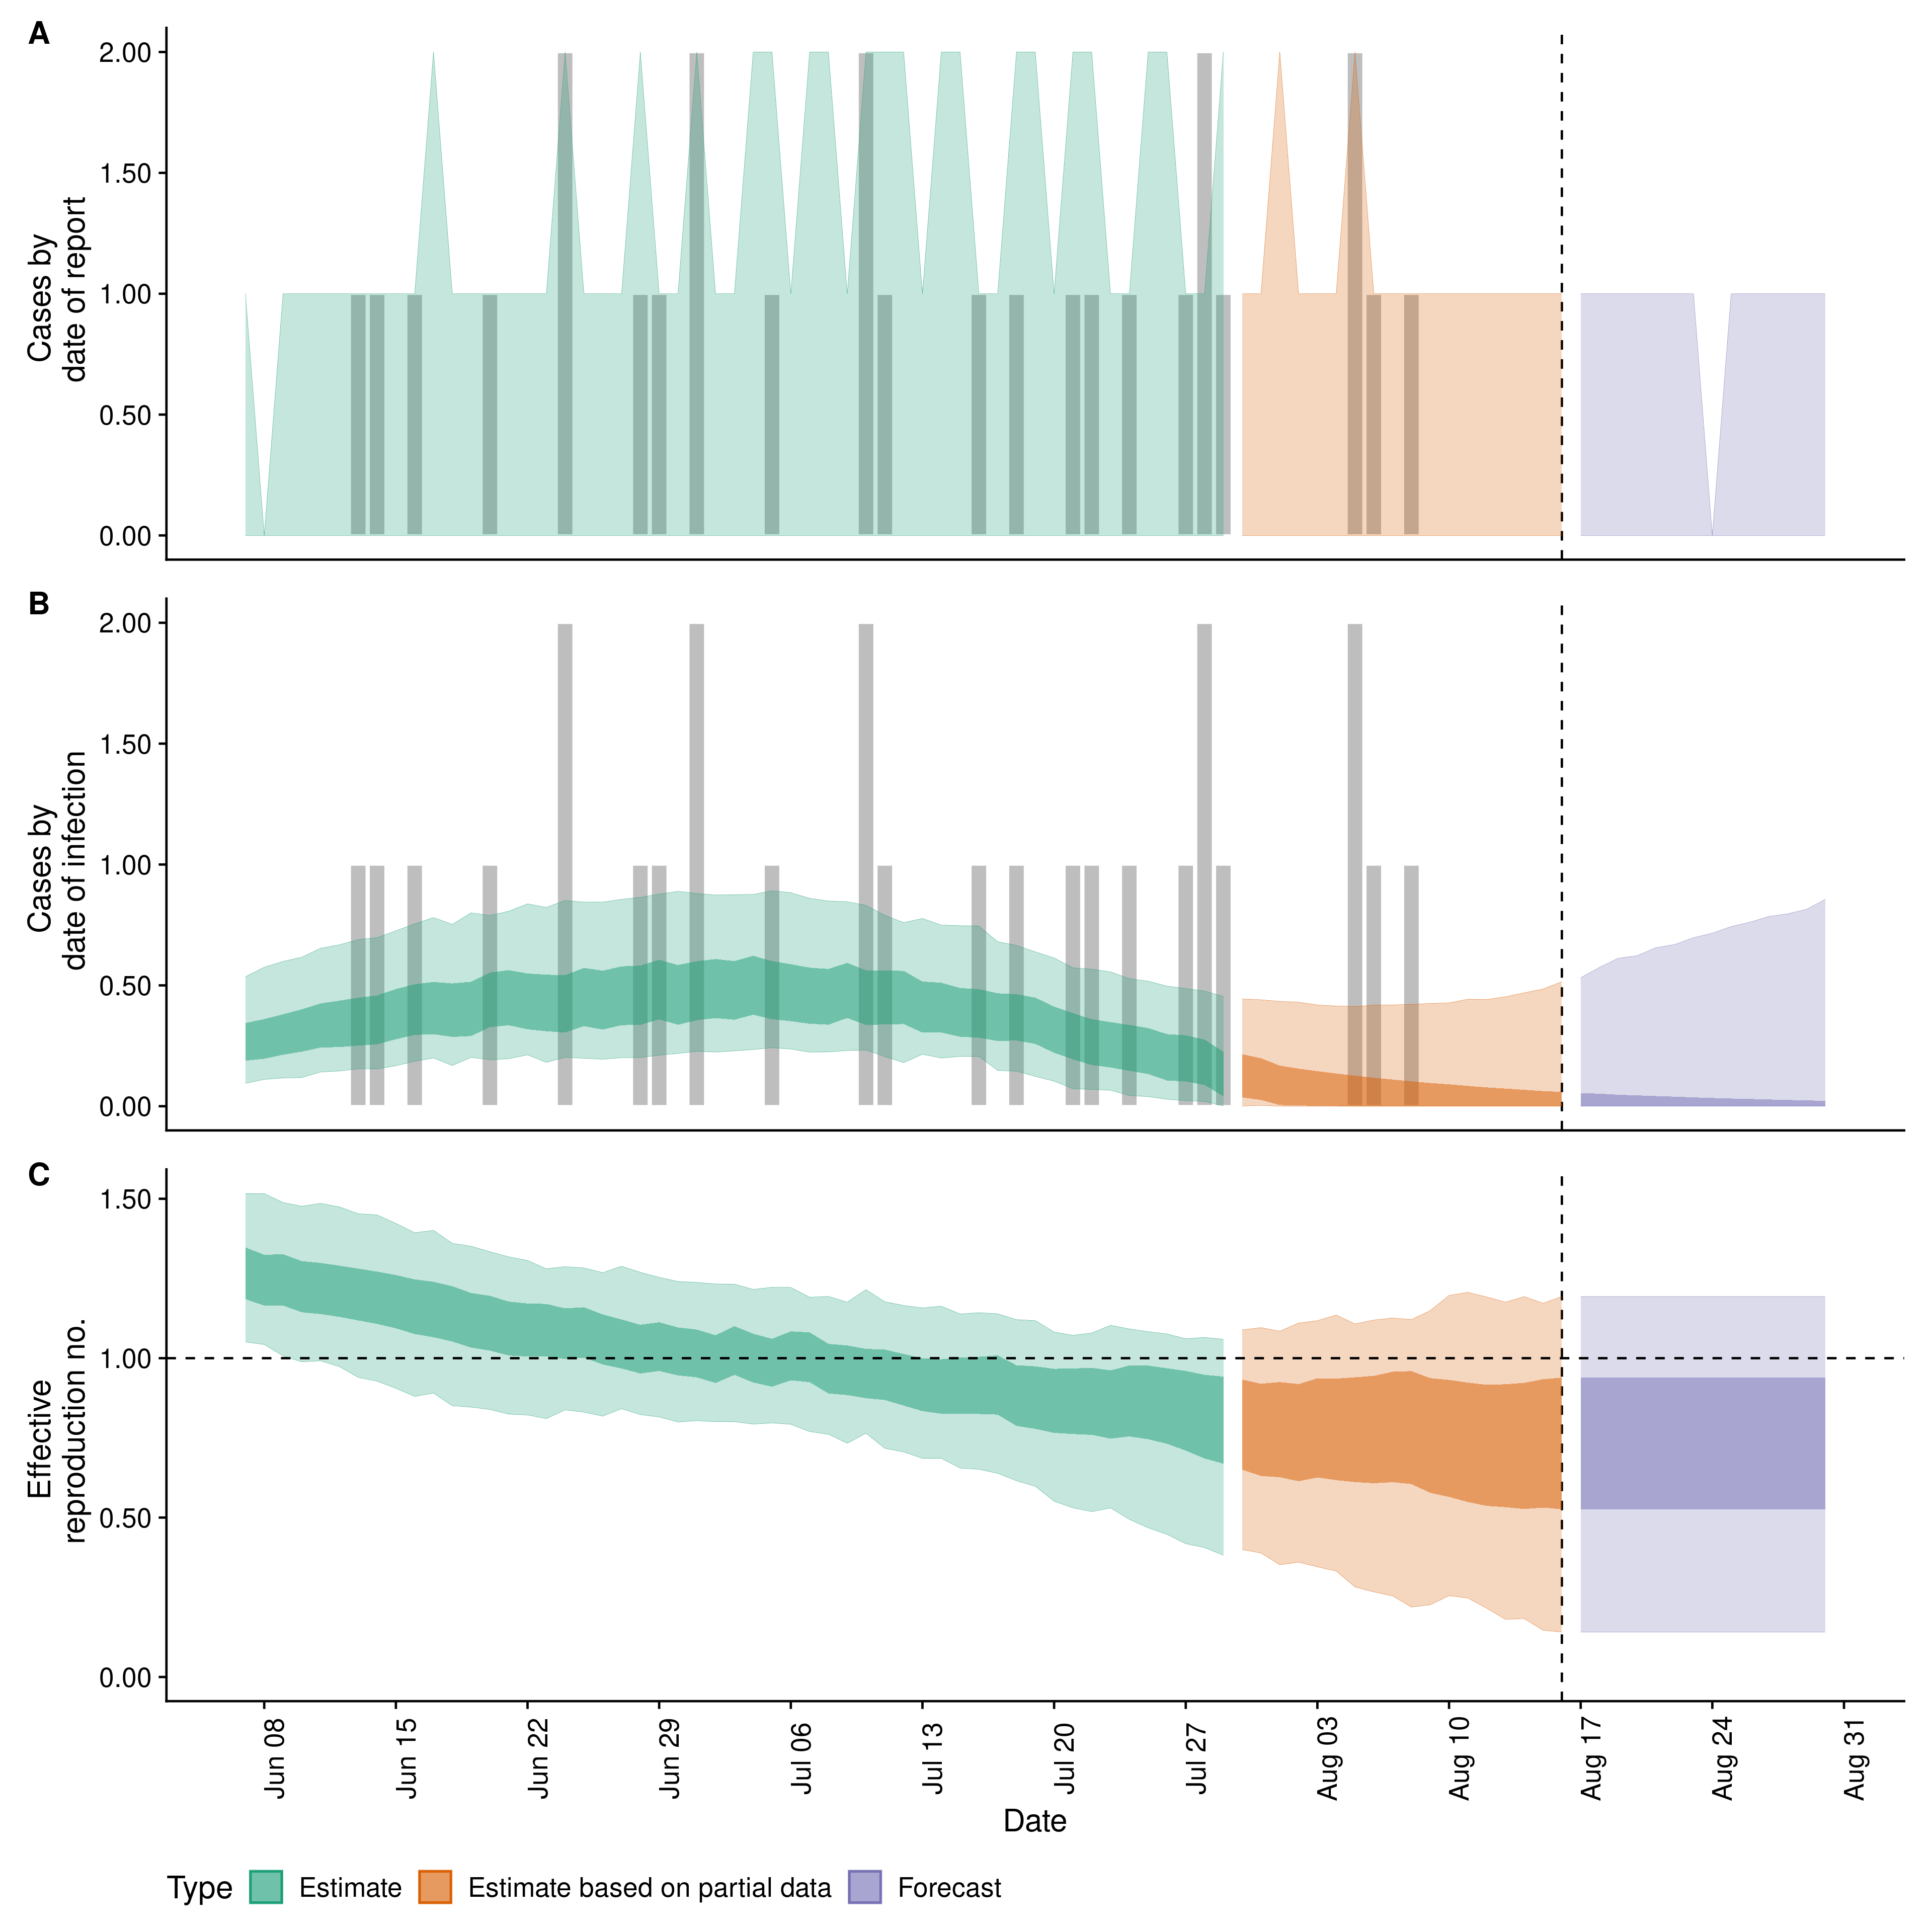 A
2.00
1.50
1.00
0.50
0.00
Cases by
date of report
B
2.00
1.50
1.00
0.50
0.00
Cases by
date of infection
C
1.50
1.00
0.50
0.00
Effective
reproduction no.
Jun 08
Jun 15
Jun 22
Jun 29
Jul 06
Jul 13
Jul 20
Jul 27
Aug 03
Aug 10
Aug 17
Aug 24
Aug 31
Date
Type Estimate Estimate based on partial data Forecast